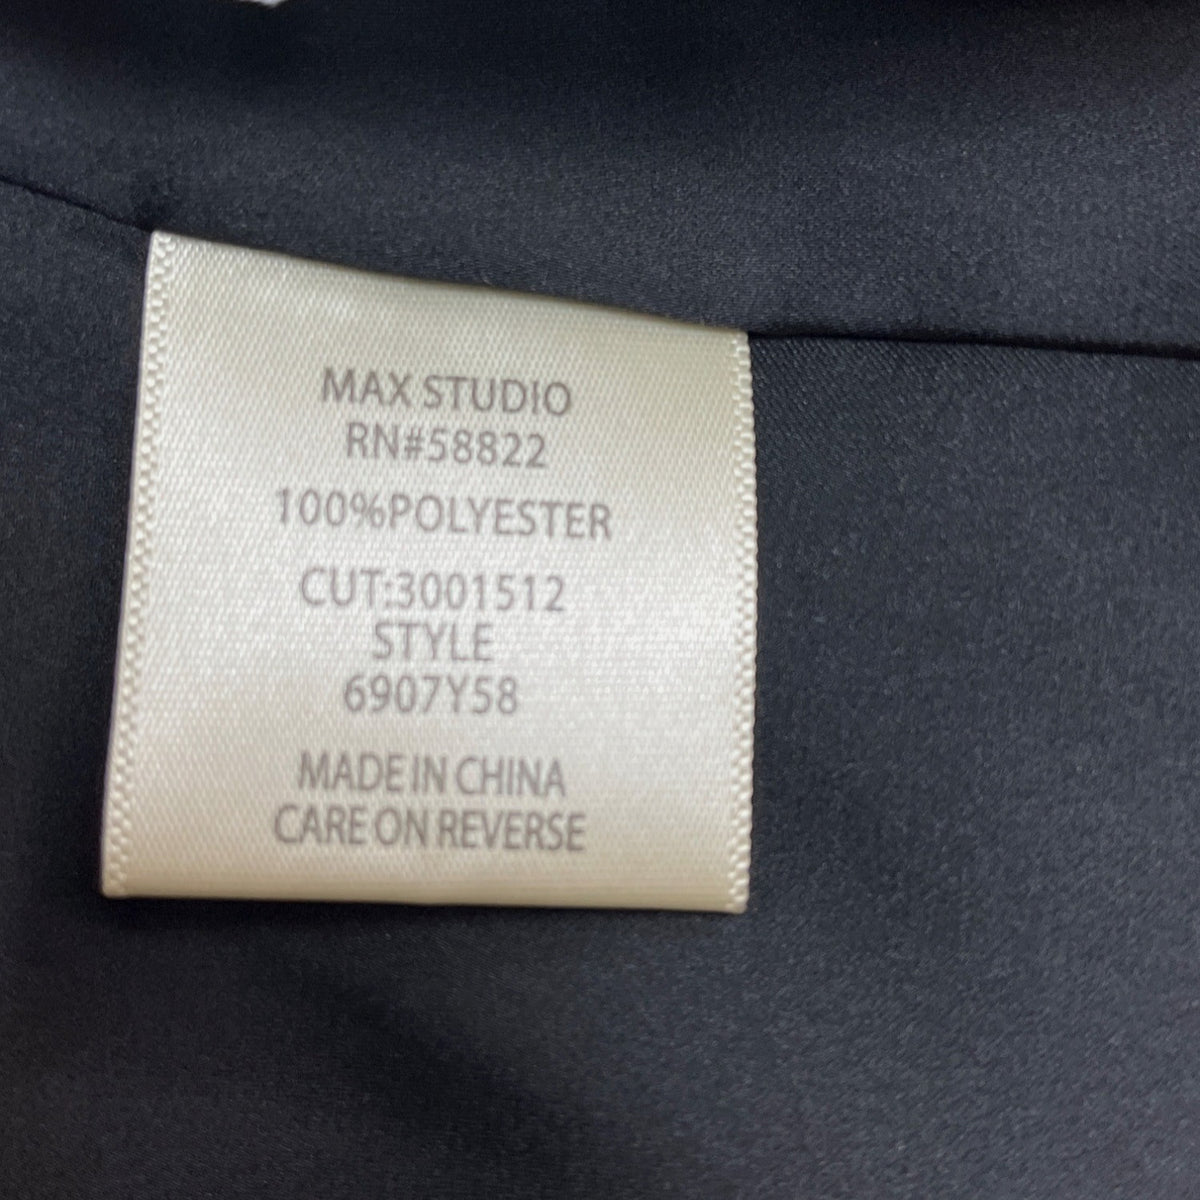 MAX STUDIO
RN#58822
100%POLYESTER
CUT:3001512
STYLE
6907Y58
MADE IN CHINA
CARE ON REVERSE